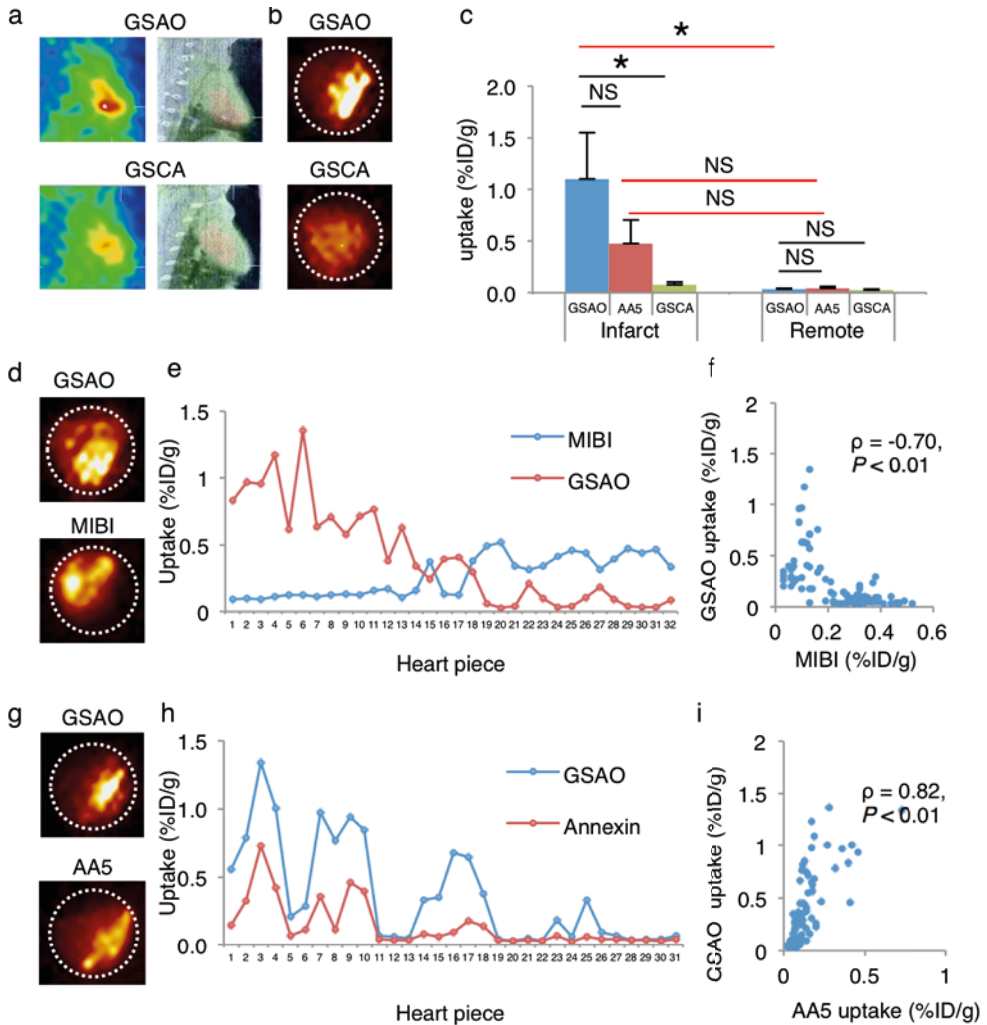 a
GSAO
GSCA
b
GSAO
GSCA
c
*
*
NS
NS
NS
NS
NS
uptake (%ID/g)
2.0
1.5
1.0
0.5
0.0
GSAO AA5 GSCA GSAO AA5 GSCA
Infarct Remote
d
GSAO
MIBI
e
Uptake (%ID/g)
1.5
1
0.5
0
MIBI
GSAO
1 2 3 4 5 6 7 8 9 10 11 12 13 14 15 16 17 18 19 20 21 22 23 24 25 26 27 28 29 30 31 32
Heart piece
f
GSAO uptake (%ID/g)
2
1.5
1
0.5
0
ρ = -0.70,
P < 0.01
0 0.2 0.4 0.6
MIBI (%ID/g)
g
GSAO
AA5
h
Uptake (%ID/g)
1.5
1.0
0.5
0.0
GSAO
Annexin
1 2 3 4 5 6 7 8 9 10 11 12 13 14 15 16 17 18 19 20 21 22 23 24 25 26 27 28 29 30 31
Heart piece
i
GSAO uptake (%ID/g)
2
1.5
1
0.5
0
ρ = 0.82,
P < 0.01
0 0.5 1
AA5 uptake (%ID/g)